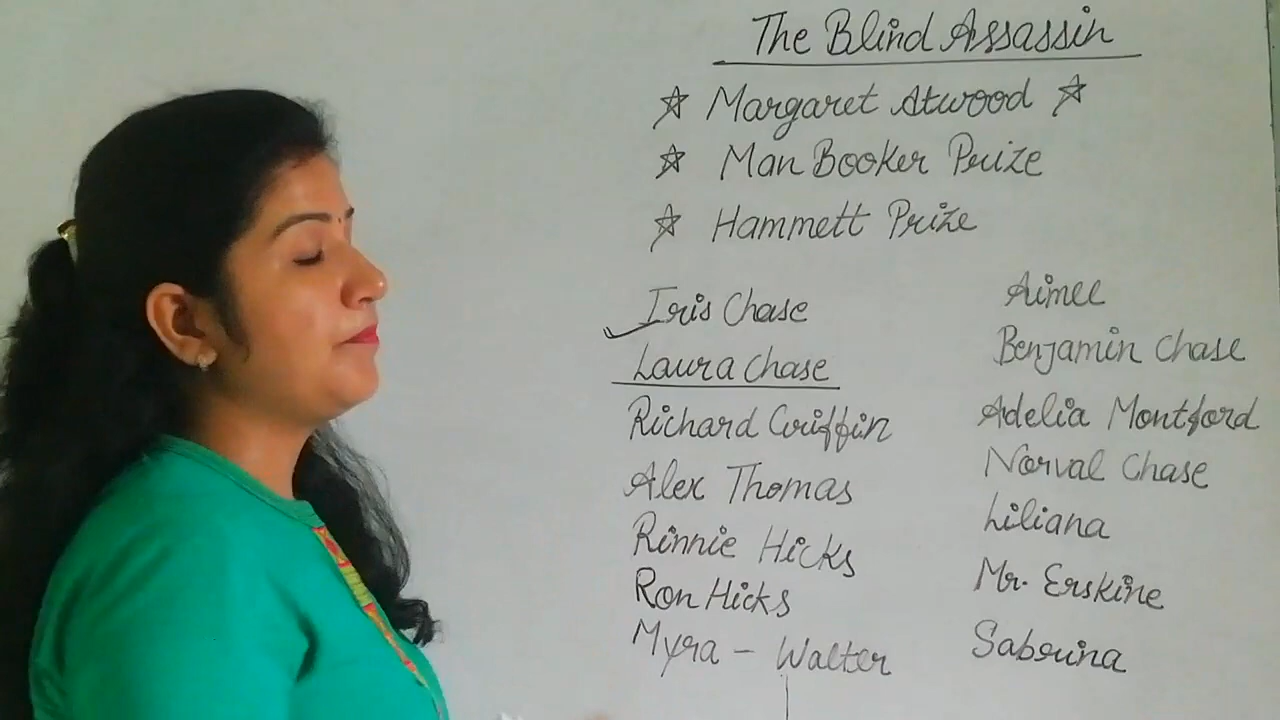 The Blind Assassin
☆ Margaret Atwood ☆
☆ Man Booker Prize
☆ Hammett Prize
Iris Chase
Laura Chase
Richard Griffin
Alex Thomas
Rinnie Hicks
Ron Hicks
Myra - Walter
Aimee
Benjamin Chase
Adelia Montford
Norval Chase
Liliana
Mr. Erskine
Sabrina